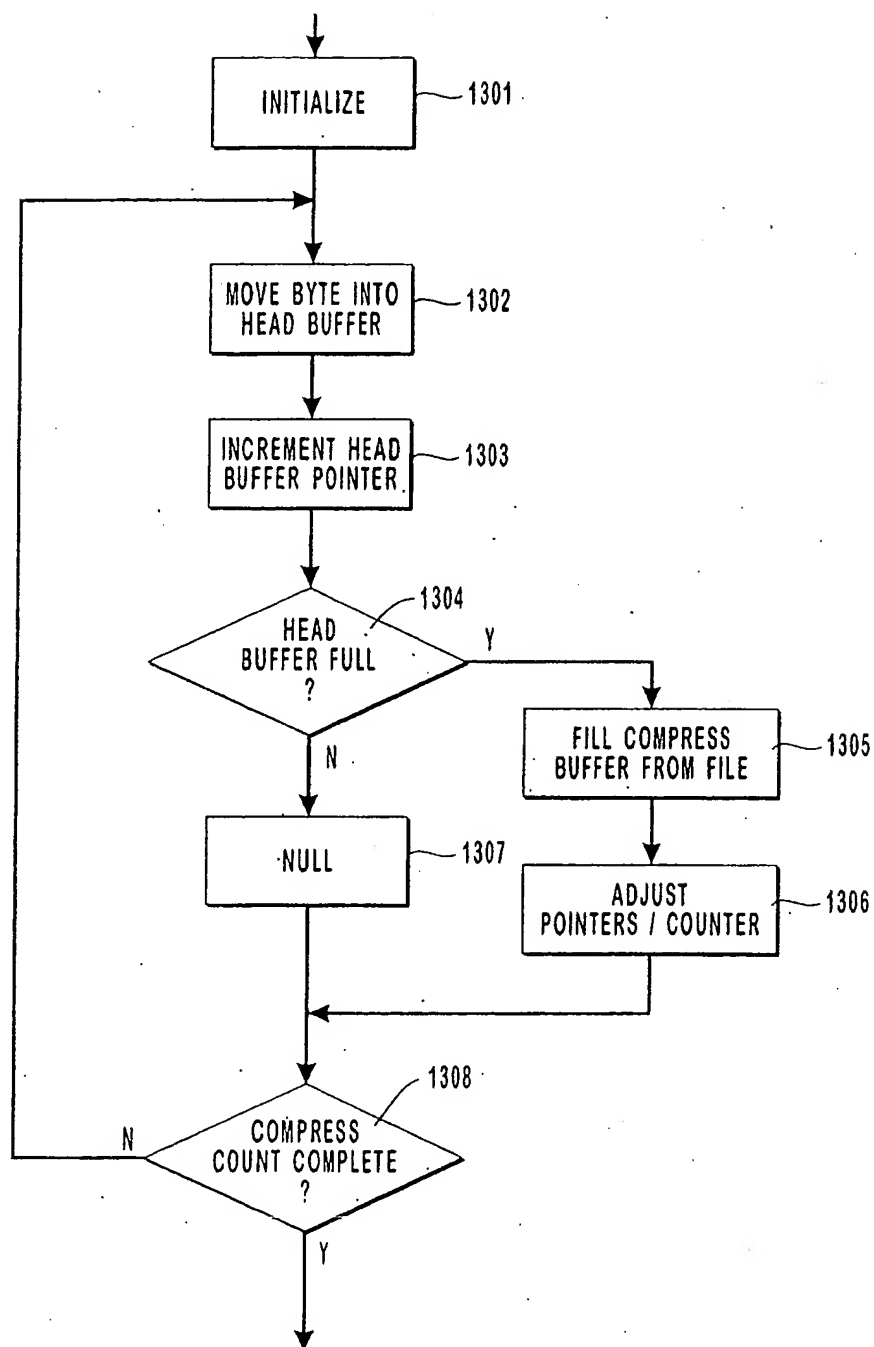 INITIALIZE
1301
MOVE BYTE INTO
HEAD BUFFER
1302
INCREMENT HEAD
BUFFER POINTER
1303
1304
HEAD
BUFFER FULL
?
Y
N
FILL COMPRESS
BUFFER FROM FILE
1305
NULL
1307
ADJUST
POINTERS / COUNTER
1306
1308
COMPRESS
COUNT COMPLETE
?
N
Y